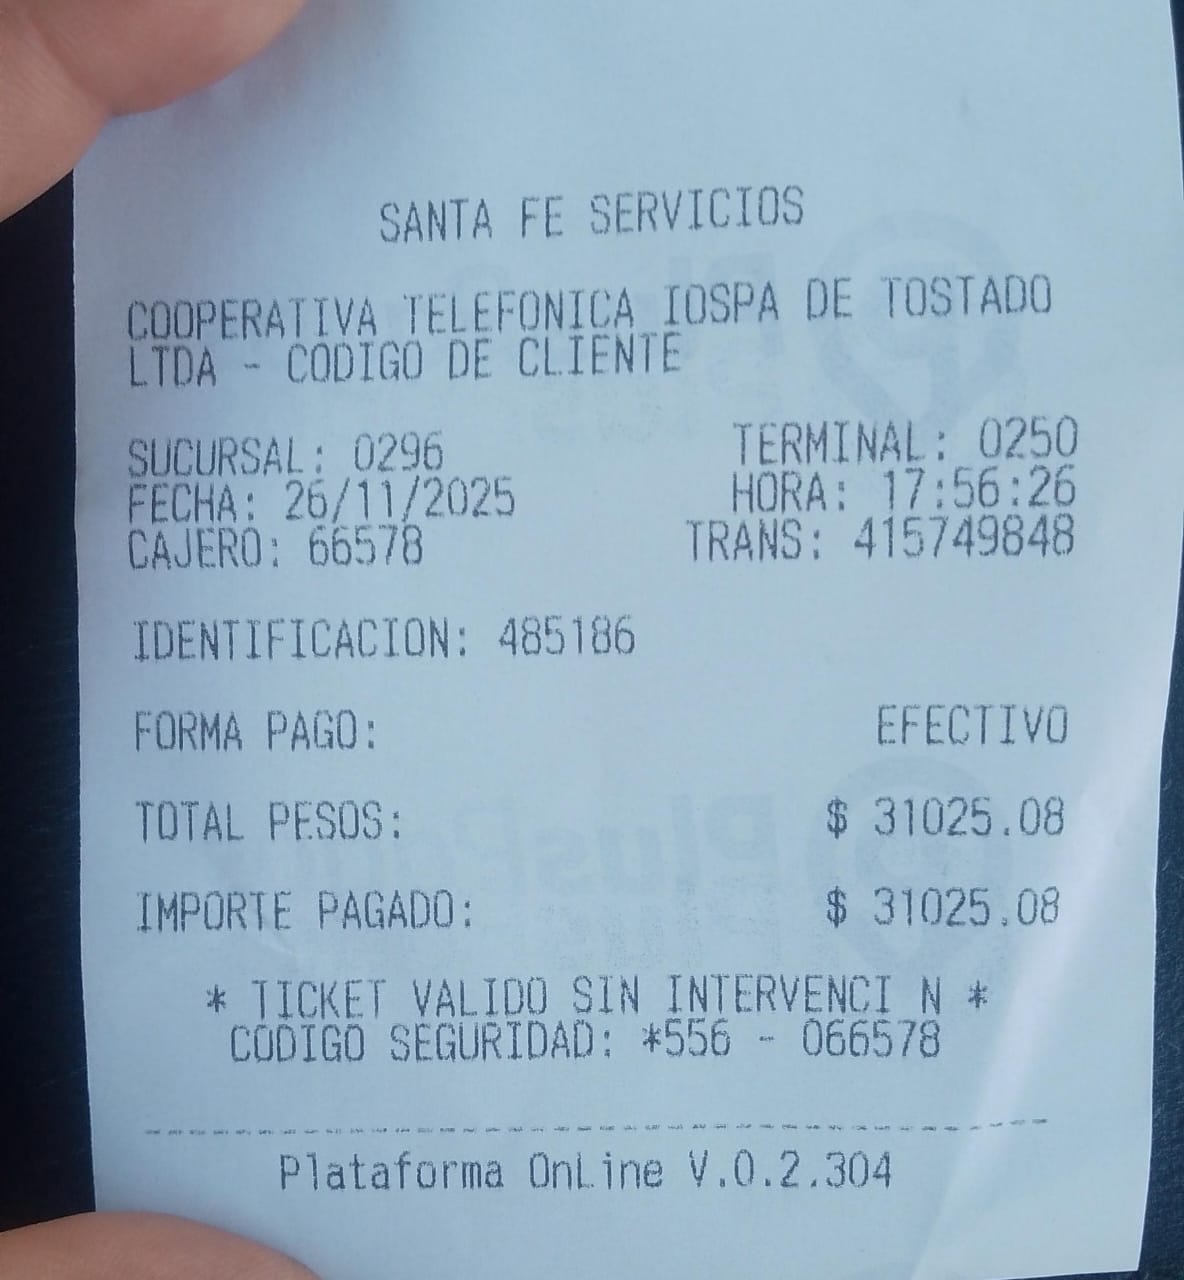 SANTA FE SERVICIOS
COOPERATIVA TELEFONICA IOSPA DE TOSTADO
LTDA - CODIGO DE CLIENTE
SUCURSAL: 0296 TERMINAL: 0250
FECHA: 26/11/2025 HORA: 17:56:26
CAJERO: 66578 TRANS: 415749848
IDENTIFICACION: 485186
FORMA PAGO: EFECTIVO
TOTAL PESOS: $ 31025.08
IMPORTE PAGADO: $ 31025.08
* TICKET VALIDO SIN INTERVENCI N *
CODIGO SEGURIDAD: *556 - 066578
Plataforma OnLine V.0.2.304